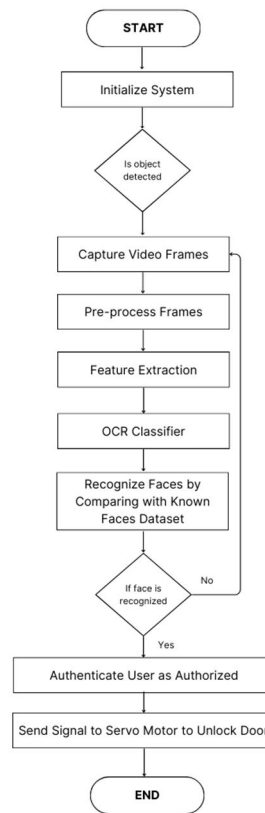 START
Initialize System
Is object
detected
Capture Video Frames
Pre-process Frames
Feature Extraction
OCR Classifier
Recognize Faces by
Comparing with Known
Faces Dataset
If face is
recognized
No
Yes
Authenticate User as Authorized
Send Signal to Servo Motor to Unlock Door
END